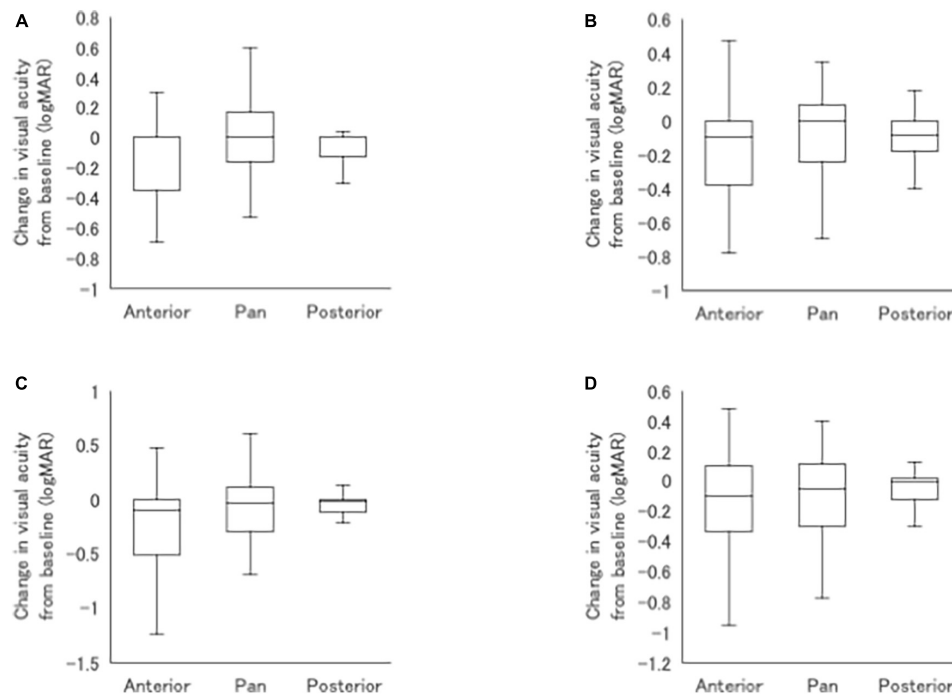 A
Change in visual acuity
from baseline (logMAR)
0.8
0.6
0.4
0.2
0
−0.2
−0.4
−0.6
−0.8
−1
Anterior Pan Posterior
B
Change in visual acuity
from baseline (logMAR)
0.6
0.4
0.2
0
−0.2
−0.4
−0.6
−0.8
−1
Anterior Pan Posterior
C
Change in visual acuity
from baseline (logMAR)
1
0.5
0
−0.5
−1
−1.5
Anterior Pan Posterior
D
Change in visual acuity
from baseline (logMAR)
0.6
0.4
0.2
0
−0.2
−0.4
−0.6
−0.8
−1
−1.2
Anterior Pan Posterior